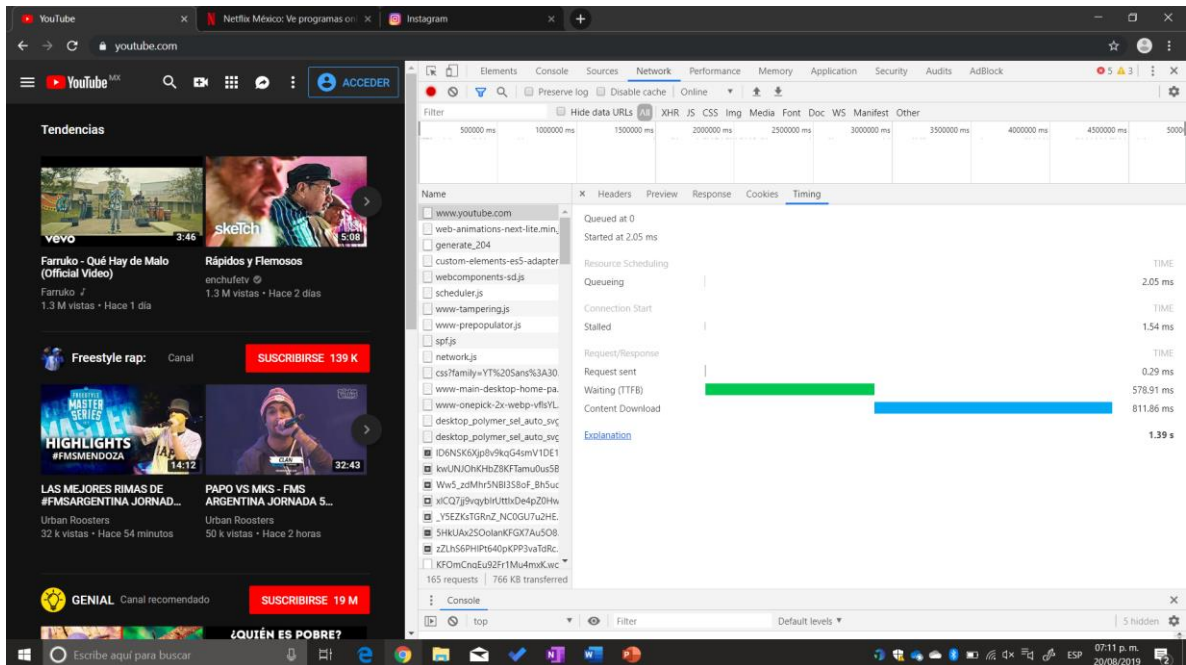 YouTube
Netflix México: Ve programas onl
Instagram
youtube.com
YouTube MX
ACCEDER
Tendencias
vevo
3:46
sketch
5:08
Farruko - Qué Hay de Malo
(Official Video)
Farruko
1.3 M vistas • Hace 1 día
Rápidos y Flemosos
enchufetv
1.3 M vistas • Hace 2 días
Freestyle rap:
Canal
SUSCRIBIRSE 139 K
FREESTYLE
MASTER
SERIES
HIGHLIGHTS
#FMSMENDOZA
14:12
CLAN
32:43
LAS MEJORES RIMAS DE
#FMSARGENTINA JORNAD...
Urban Roosters
32 k vistas • Hace 54 minutos
PAPO VS MKS - FMS
ARGENTINA JORNADA 5...
Urban Roosters
50 k vistas • Hace 2 horas
GENIAL
Canal recomendado
SUSCRIBIRSE 19 M
¿QUIÉN ES POBRE?
Elements Console Sources Network Performance Memory Application Security Audits AdBlock
5 3
Preserve log Disable cache Online
Filter
Hide data URLs All XHR JS CSS Img Media Font Doc WS Manifest Other
500000 ms 1000000 ms 1500000 ms 2000000 ms 2500000 ms 3000000 ms 3500000 ms 4000000 ms 4500000 ms
Name
www.youtube.com
web-animations-next-lite.min.
generate_204
custom-elements-es5-adapter
webcomponents-sd.js
scheduler.js
www-tampering.js
www-prepopulator.js
spf.js
network.js
css?family=YT%20Sans%3A30.
www-main-desktop-home-pa.
www-onepick-2x-webp-vflsYL.
desktop_polymer_sel_auto_svg
desktop_polymer_sel_auto_svg
165 requests 766 KB transferred
Headers Preview Response Cookies Timing
Queued at 0
Started at 2.05 ms
Resource Scheduling TIME
Queueing 2.05 ms
Connection Start TIME
Stalled 1.54 ms
Request/Response TIME
Request sent 0.29 ms
Waiting (TTFB) 578.91 ms
Content Download 811.86 ms
Explanation 1.39 s
Console
top Filter Default levels 5 hidden
Escribe aquí para buscar
ESP
07:11 p. m.
20/08/2019